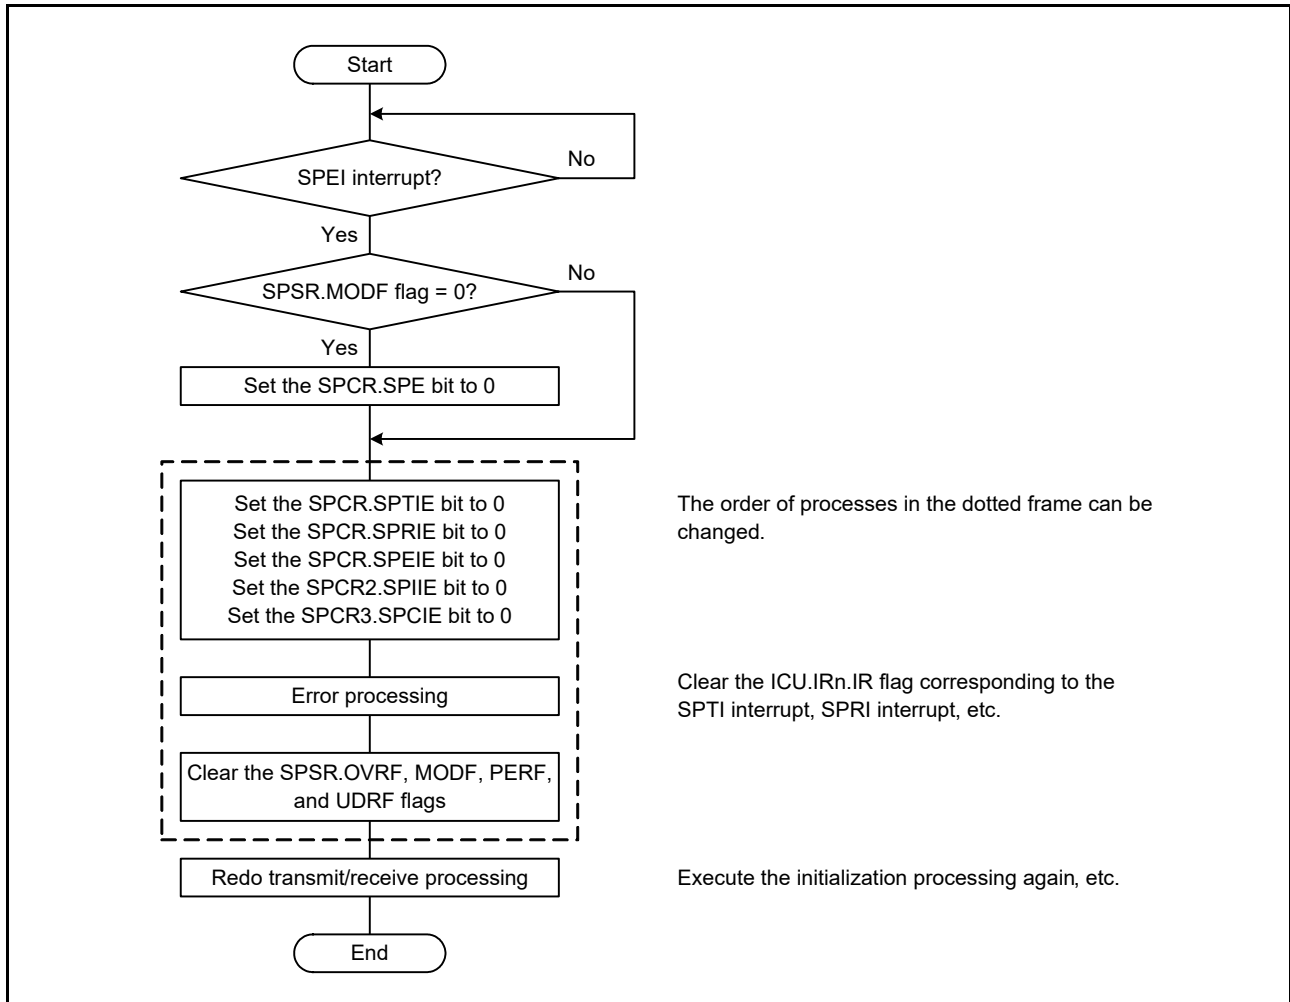 Start
No
SPEI interrupt?
Yes
No
SPSR.MODF flag = 0?
Yes
Set the SPCR.SPE bit to 0
Set the SPCR.SPTIE bit to 0
Set the SPCR.SPRIE bit to 0
Set the SPCR.SPEIE bit to 0
Set the SPCR2.SPIIE bit to 0
Set the SPCR3.SPCIE bit to 0
The order of processes in the dotted frame can be
changed.
Error processing
Clear the ICU.IRn.IR flag corresponding to the
SPTI interrupt, SPRI interrupt, etc.
Clear the SPSR.OVRF, MODF, PERF,
and UDRF flags
Redo transmit/receive processing
Execute the initialization processing again, etc.
End